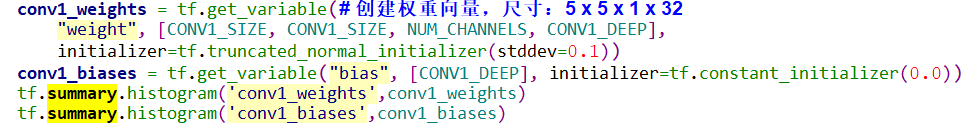 conv1_weights = tf.get_variable(# 创建权重向量，尺寸：5 x 5 x 1 x 32
"weight", [CONV1_SIZE, CONV1_SIZE, NUM_CHANNELS, CONV1_DEEP],
initializer=tf.truncated_normal_initializer(stddev=0.1))
conv1_biases = tf.get_variable("bias", [CONV1_DEEP], initializer=tf.constant_initializer(0.0))
tf.summary.histogram('conv1_weights',conv1_weights)
tf.summary.histogram('conv1_biases',conv1_biases)